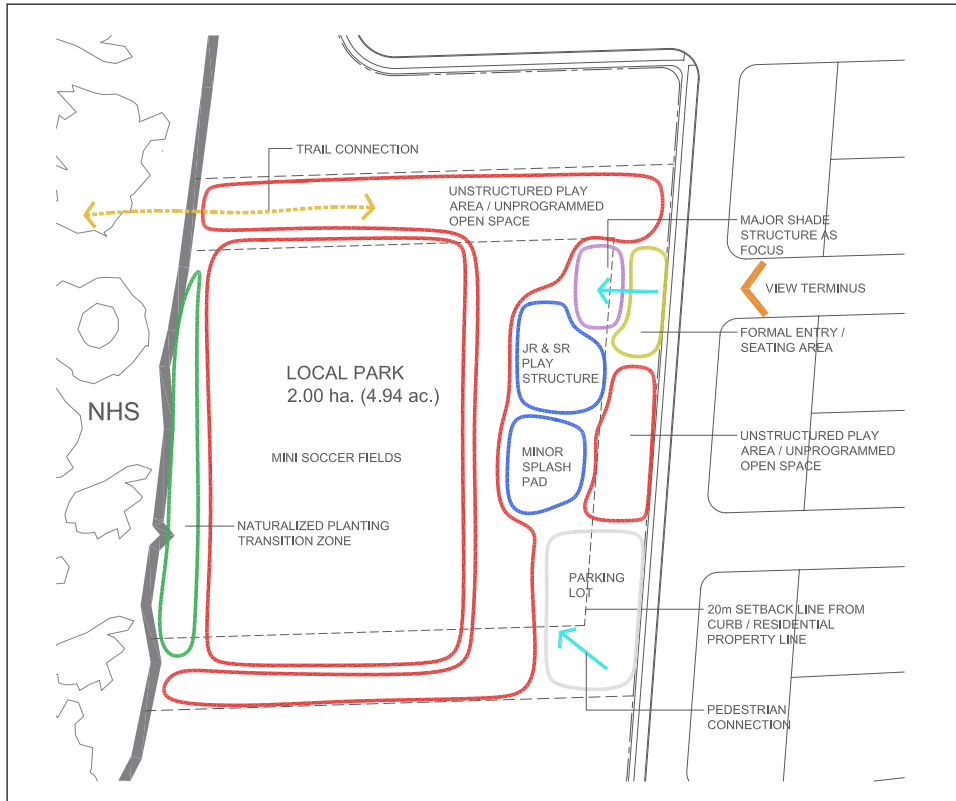 TRAIL CONNECTION
UNSTRUCTURED PLAY
AREA / UNPROGRAMMED
OPEN SPACE
MAJOR SHADE
STRUCTURE AS
FOCUS
VIEW TERMINUS
FORMAL ENTRY /
SEATING AREA
JR & SR
PLAY
STRUCTURE
LOCAL PARK
2.00 ha. (4.94 ac.)
NHS
MINI SOCCER FIELDS
MINOR
SPLASH
PAD
UNSTRUCTURED PLAY
AREA / UNPROGRAMMED
OPEN SPACE
NATURALIZED PLANTING
TRANSITION ZONE
PARKING
LOT
20m SETBACK LINE FROM
CURB / RESIDENTIAL
PROPERTY LINE
PEDESTRIAN
CONNECTION